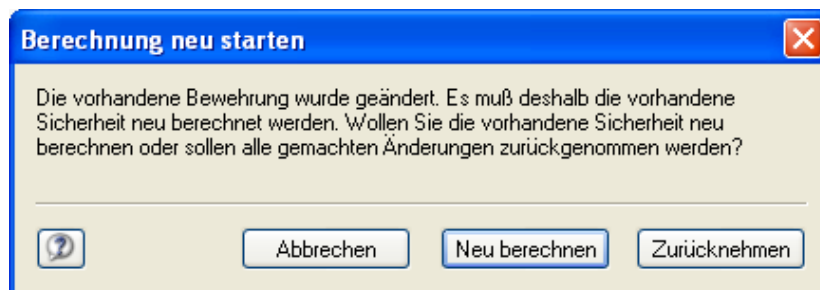 Berechnung neu starten
Die vorhandene Bewehrung wurde geändert. Es muß deshalb die vorhandene
Sicherheit neu berechnet werden. Wollen Sie die vorhandene Sicherheit neu
berechnen oder sollen alle gemachten Änderungen zurückgenommen werden?
Abbrechen Neu berechnen Zurücknehmen